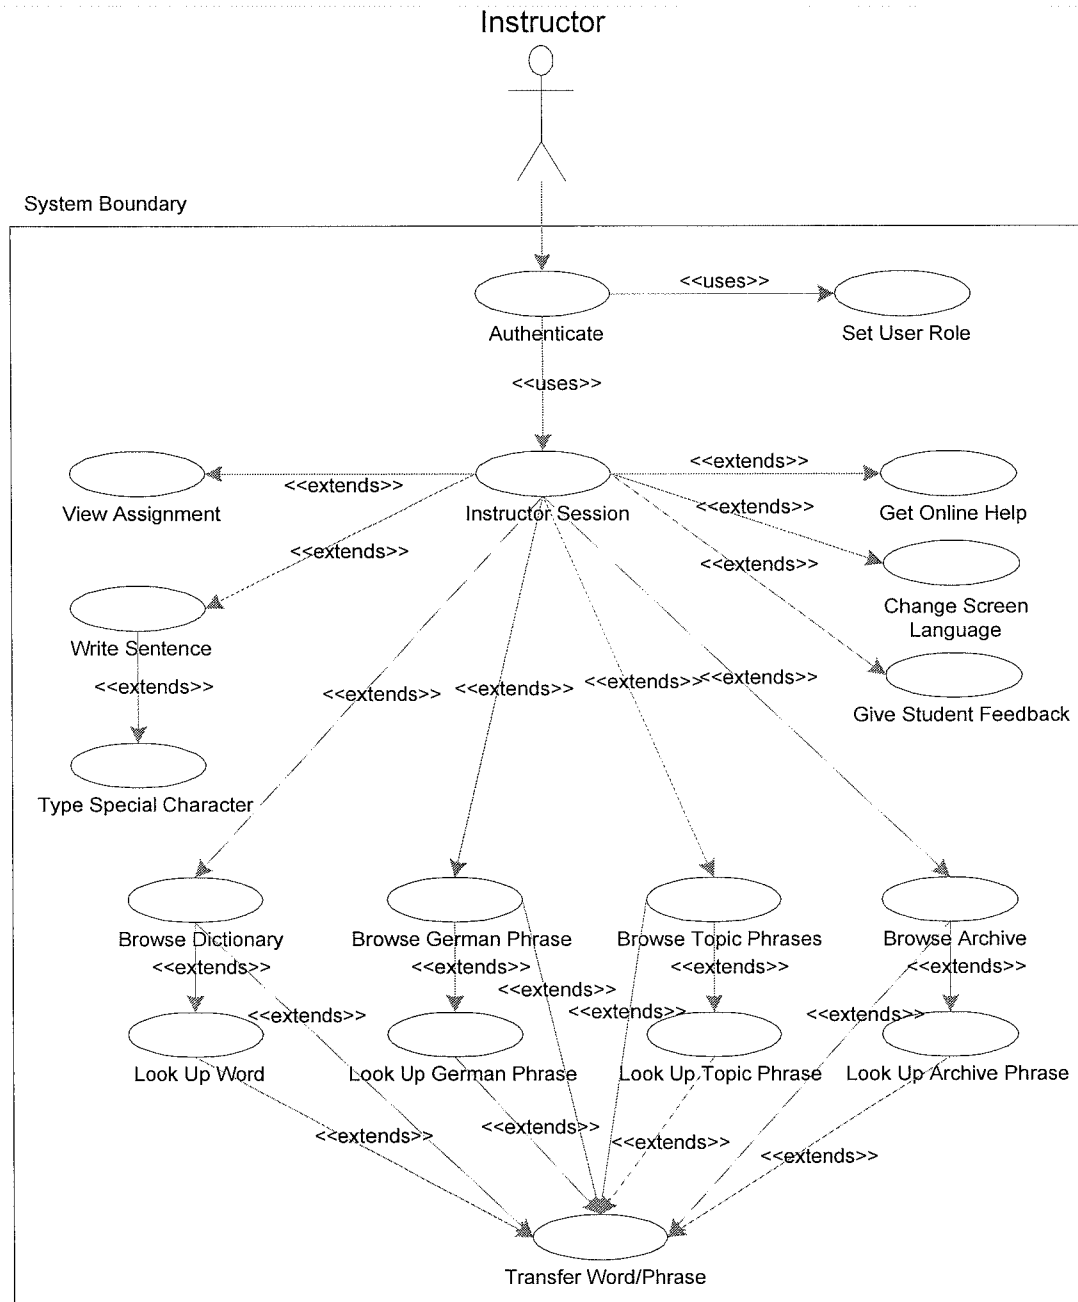 Instructor
System Boundary
<<uses>>
Authenticate
Set User Role
<<uses>>
<<extends>>
<<extends>>
View Assignment
Instructor Session
Get Online Help
<<extends>>
<<extends>>
<<extends>>
Change Screen
Language
Write Sentence
<<extends>>
<<extends>>
<<extends>>
<<extends>>
<<extends>>
Give Student Feedback
Type Special Character
Browse Dictionary
Browse German Phrase
Browse Topic Phrases
Browse Archive
<<extends>>
<<extends>>
<<extends>>
<<extends>>
<<extends>>
<<extends>>
<<extends>>
<<extends>>
Look Up Word
Look Up German Phrase
Look Up Topic Phrase
Look Up Archive Phrase
<<extends>>
<<extends>>
<<extends>>
<<extends>>
Transfer Word/Phrase